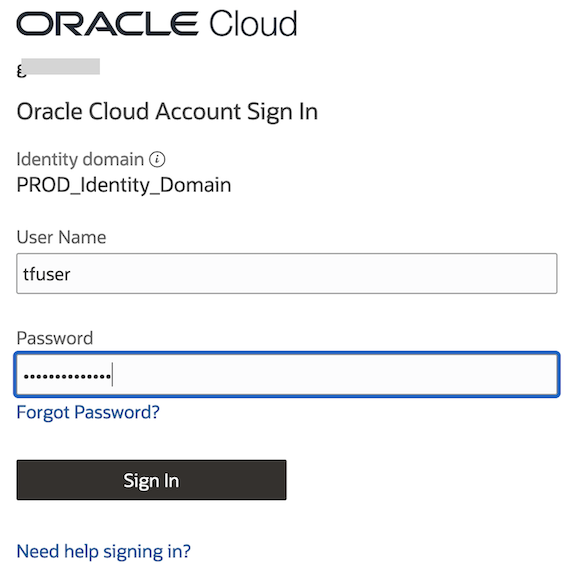 ORACLE Cloud
Oracle Cloud Account Sign In
Identity domain
PROD_Identity_Domain
User Name
tfuser
Password
••••••••••••••
Forgot Password?
Sign In
Need help signing in?